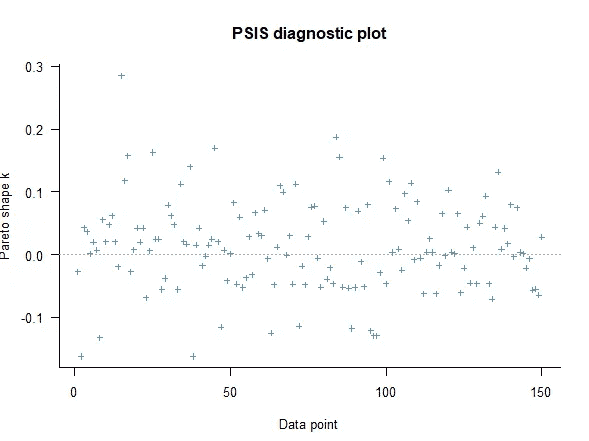 PSIS diagnostic plot
0.3
0.2
0.1
0.0
-0.1
Pareto shape k
0 50 100 150
Data point